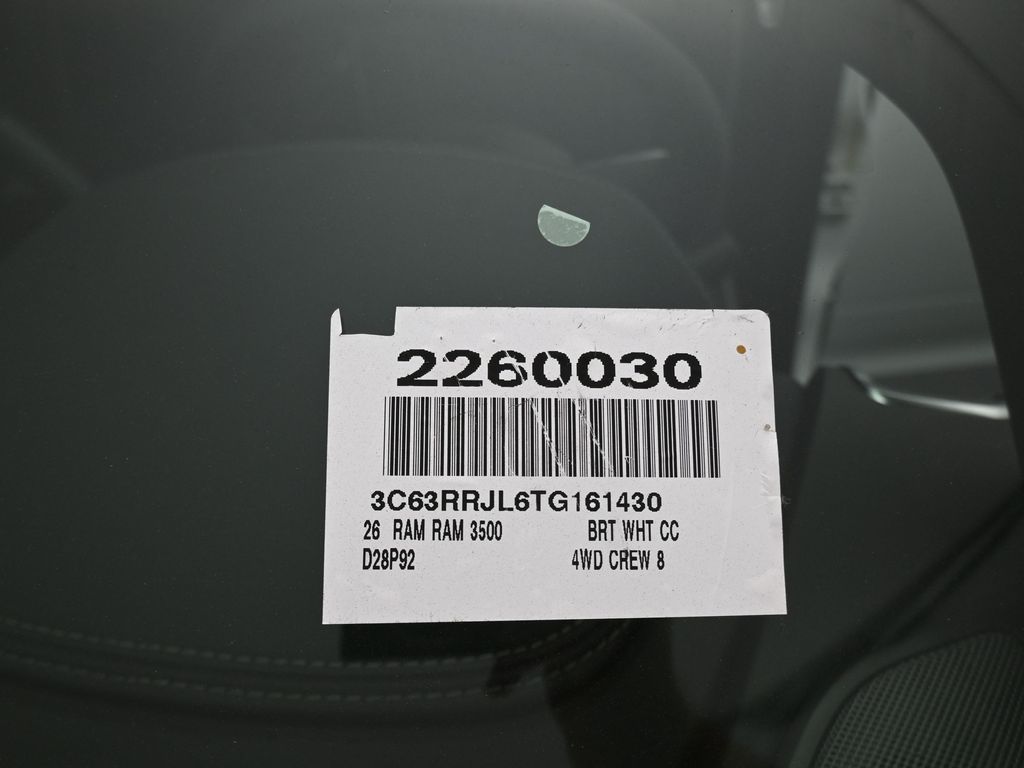 2260030
3C63RRJL6TG161430
26 RAM RAM 3500 BRT WHT CC
D28P92 4WD CREW 8